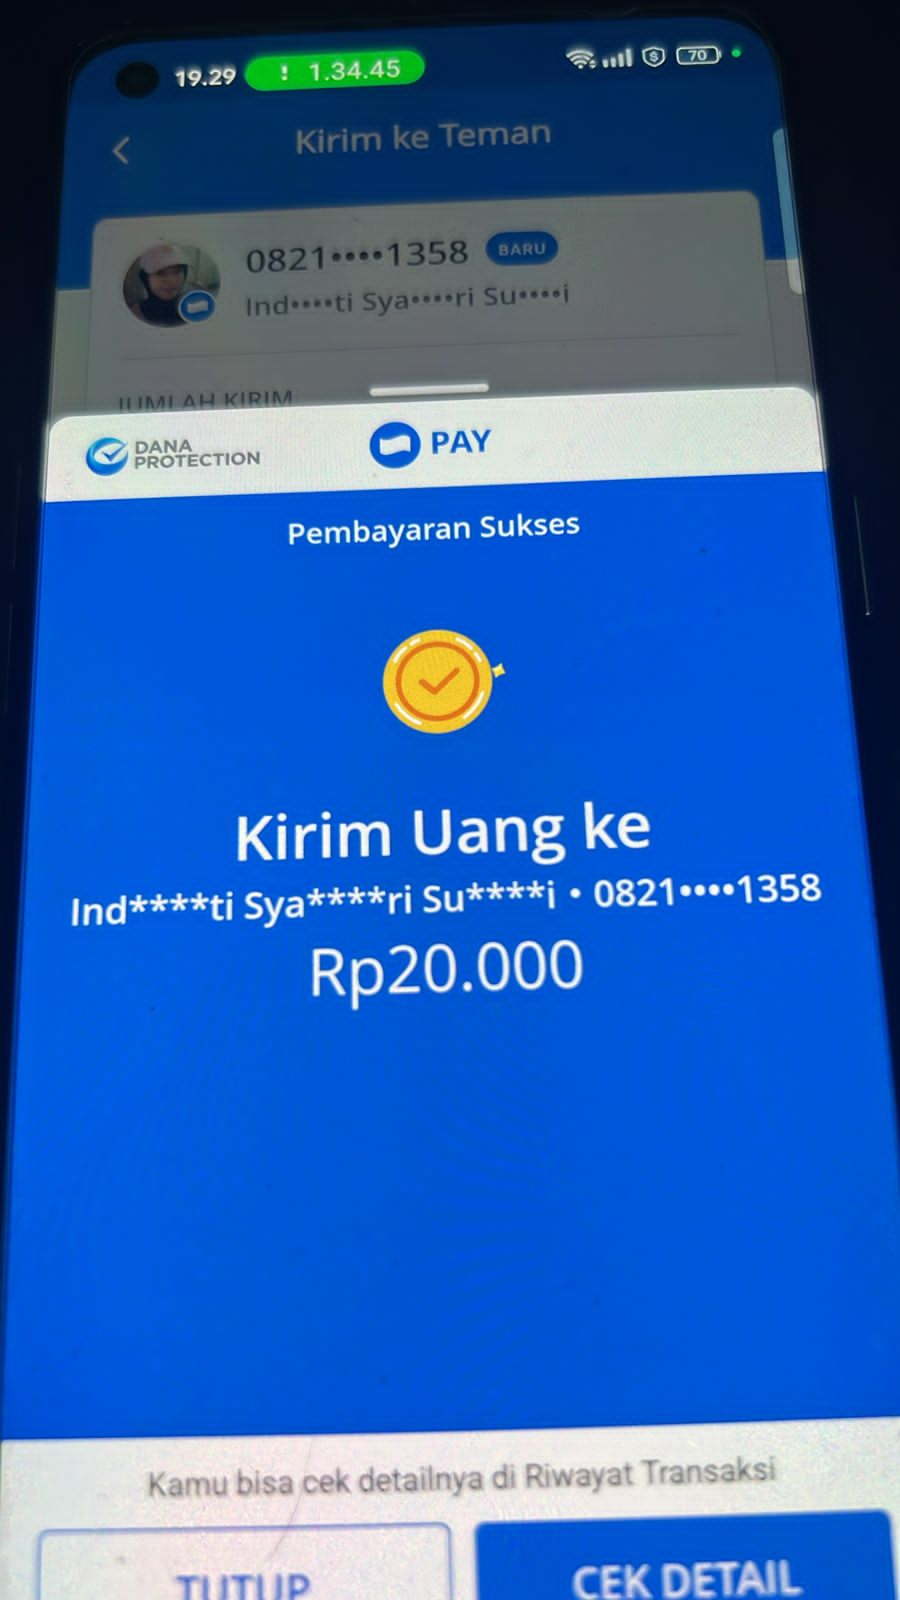 19.29 ! 1.34.45 70
Kirim ke Teman
0821••••1358 BARU
Ind••••ti Sya••••ri Su••••i
JUMLAH KIRIM
DANA
PROTECTION
PAY
Pembayaran Sukses
Kirim Uang ke
Ind****ti Sya****ri Su****i • 0821••••1358
Rp20.000
Kamu bisa cek detailnya di Riwayat Transaksi
TUTUP CEK DETAIL